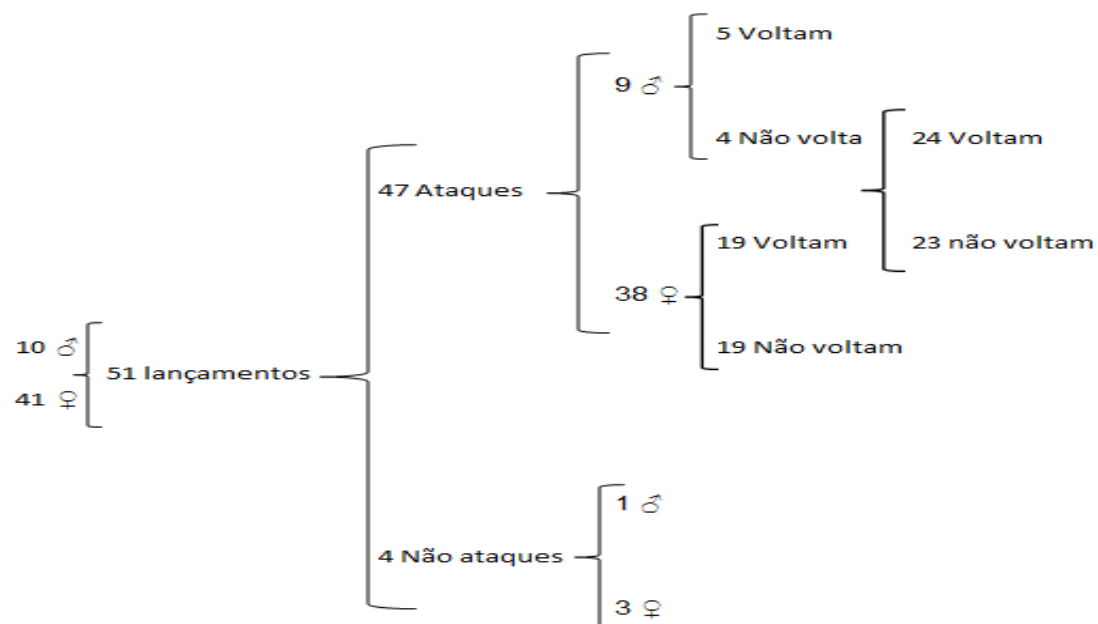 5 Voltam
9 ♂
4 Não volta
24 Voltam
47 Ataques
19 Voltam
23 não voltam
38 ♀
19 Não voltam
10 ♂
51 lançamentos
41 ♀
1 ♂
4 Não ataques
3 ♀